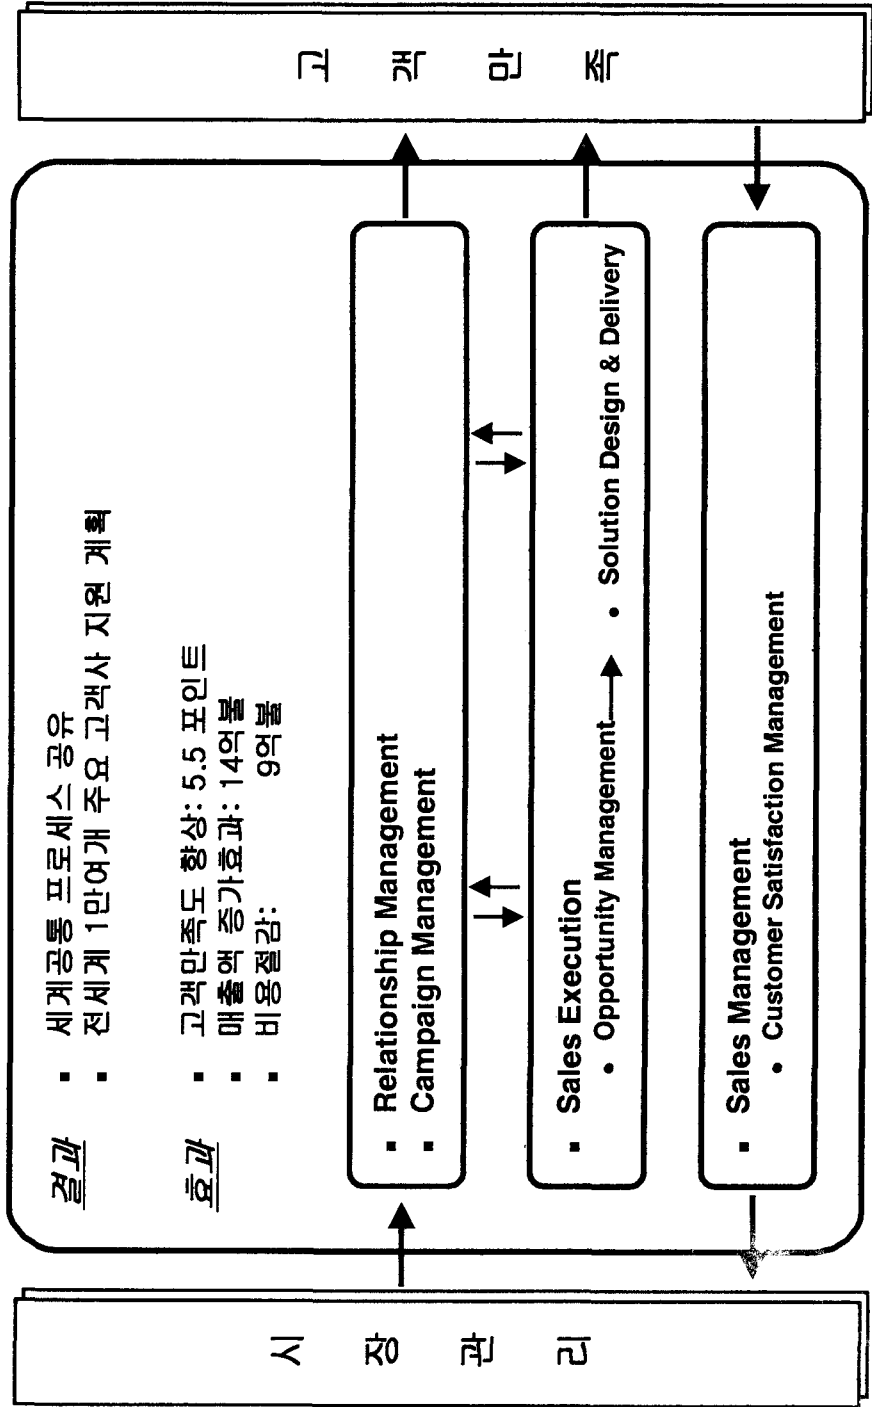 시장관리
결과
▪ 세계공통 프로세스 공유
▪ 전세계 1만여개 주요 고객사 지원 계획
효과
▪ 고객만족도 향상: 5.5 포인트
▪ 매출액 증가효과: 14억불
▪ 비용절감: 9억불
▪ Relationship Management
▪ Campaign Management
▪ Sales Execution
• Opportunity Management • Solution Design & Delivery
▪ Sales Management
• Customer Satisfaction Management
고객만족